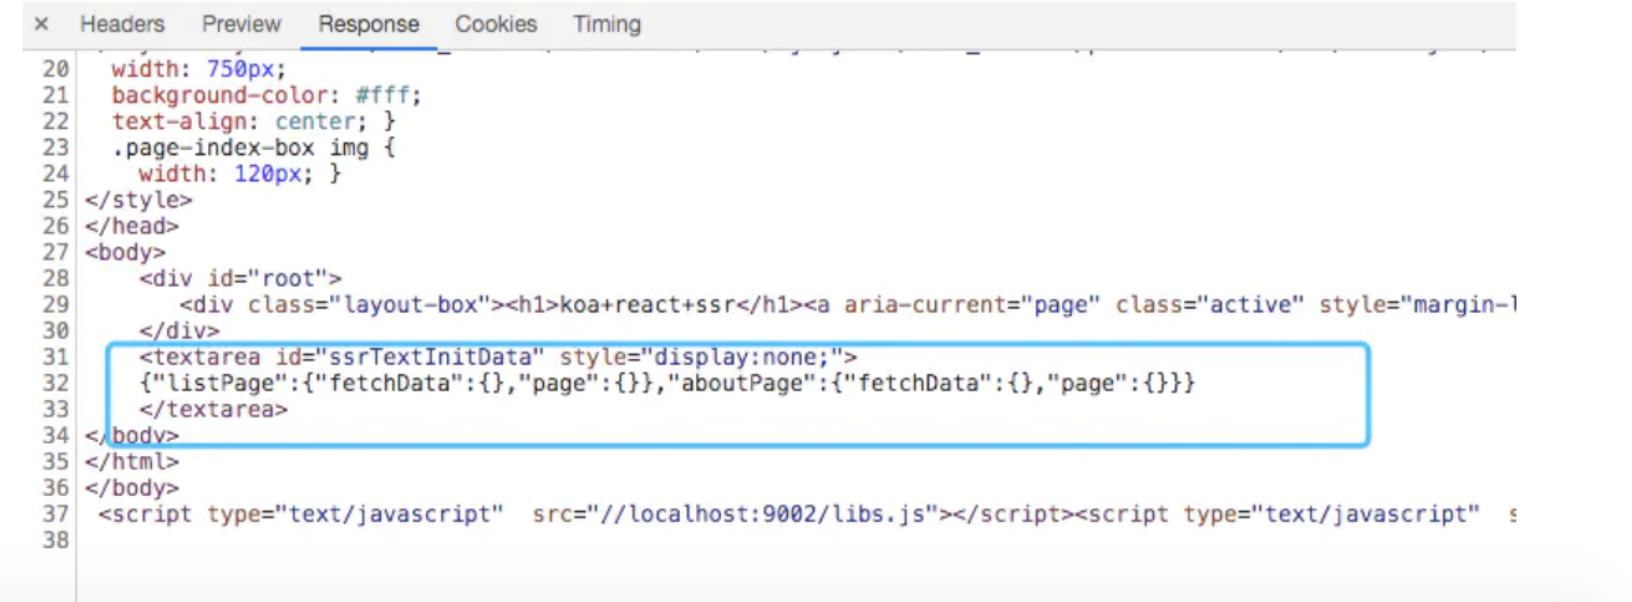 × Headers Preview Response Cookies Timing
20 width: 750px;
21 background-color: #fff;
22 text-align: center; }
23 .page-index-box img {
24 width: 120px; }
25 </style>
26 </head>
27 <body>
28 <div id="root">
29 <div class="layout-box"><h1>koa+react+ssr</h1><a aria-current="page" class="active" style="margin-l
30 </div>
31 <textarea id="ssrTextInitData" style="display:none;">
32 {"listPage":{"fetchData":{},"page":{}},"aboutPage":{"fetchData":{},"page":{}}}
33 </textarea>
34 </body>
35 </html>
36 </body>
37 <script type="text/javascript"  src="//localhost:9002/libs.js"></script><script type="text/javascript"  s
38